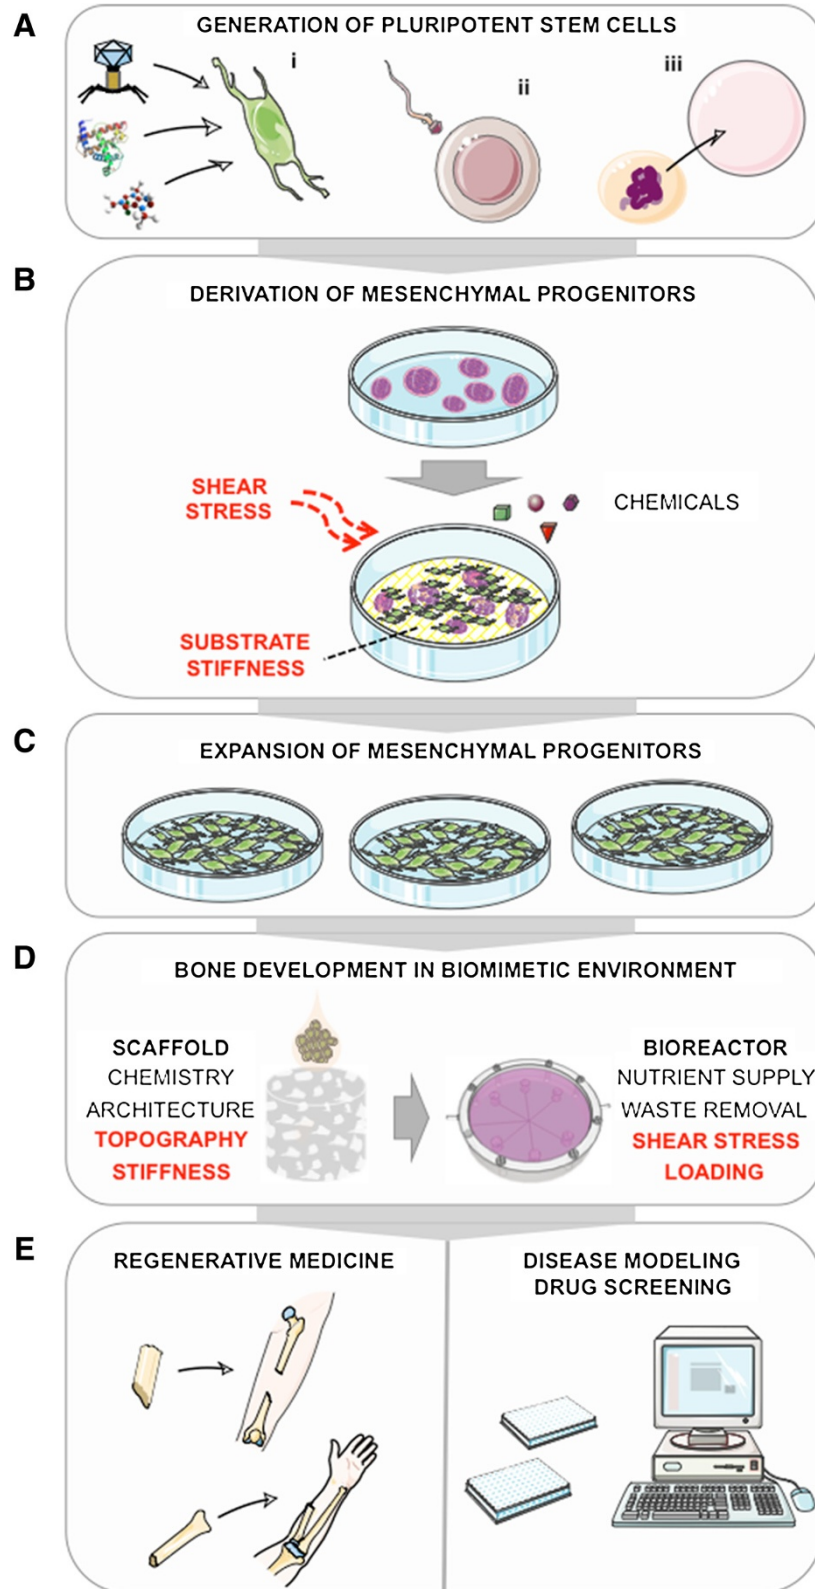 A
GENERATION OF PLURIPOTENT STEM CELLS
i
ii
iii
B
DERIVATION OF MESENCHYMAL PROGENITORS
SHEAR
STRESS
CHEMICALS
SUBSTRATE
STIFFNESS
C
EXPANSION OF MESENCHYMAL PROGENITORS
D
BONE DEVELOPMENT IN BIOMIMETIC ENVIRONMENT
SCAFFOLD
CHEMISTRY
ARCHITECTURE
TOPOGRAPHY
STIFFNESS
BIOREACTOR
NUTRIENT SUPPLY
WASTE REMOVAL
SHEAR STRESS
LOADING
E
REGENERATIVE MEDICINE
DISEASE MODELING
DRUG SCREENING